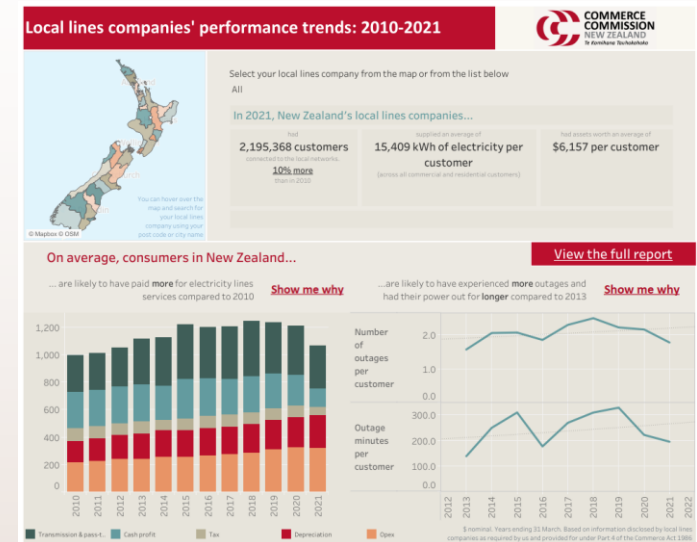 Local lines companies' performance trends: 2010-2021
COMMERCE
COMMISSION
NEW ZEALAND
Te Komihana Tauhokohoko
Select your local lines company from the map or from the list below
All
In 2021, New Zealand's local lines companies...
had
2,195,368 customers
connected to the local networks.
10% more
than in 2010
supplied an average of
15,409 kWh of electricity per
customer
(across all commercial and residential customers)
had assets worth an average of
$6,157 per customer
You can hover over the
map and search for
your local lines
company using your
post code or city name
© Mapbox © OSM
On average, consumers in New Zealand...
View the full report
... are likely to have paid more for electricity lines
services compared to 2010
Show me why
...are likely to have experienced more outages and
had their power out for longer compared to 2013
Show me why
1,200
1,000
800
600
400
200
0
2010
2011
2012
2013
2014
2015
2016
2017
2018
2019
2020
2021
Transmission & pass-t..
Cash profit
Tax
Depreciation
Opex
Number
of
outages
per
customer
2.0
1.0
0.0
Outage
minutes
per
customer
300.0
200.0
100.0
0.0
2012
2013
2014
2015
2016
2017
2018
2019
2020
2021
2022
$ nominal. Years ending 31 March. Based on information disclosed by local lines
companies as required by us and provided for under Part 4 of the Commerce Act 1986